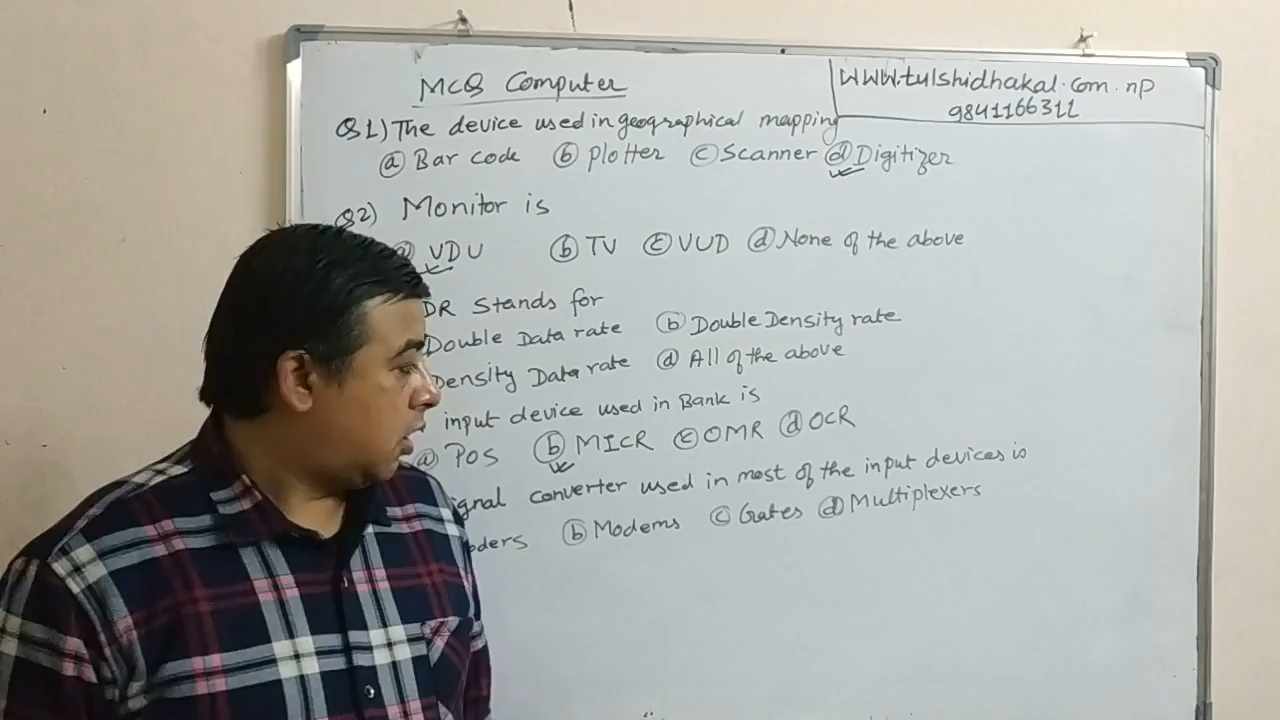 MCQ Computer
www.tulshidhakal.com.np
9841166311
Q1) The device used in geographical mapping
(a) Bar code (b) plotter (c) Scanner (d) Digitizer
Q2) Monitor is
(a) VDU (b) TV (c) VUD (d) None of the above
DR Stands for
Double Data rate (b) Double Density rate
Density Data rate (d) All of the above
input device used in Bank is
(a) POS (b) MICR (c) OMR (d) OCR
ignal converter used in most of the input devices is
oders (b) Modems (c) Gates (d) Multiplexers